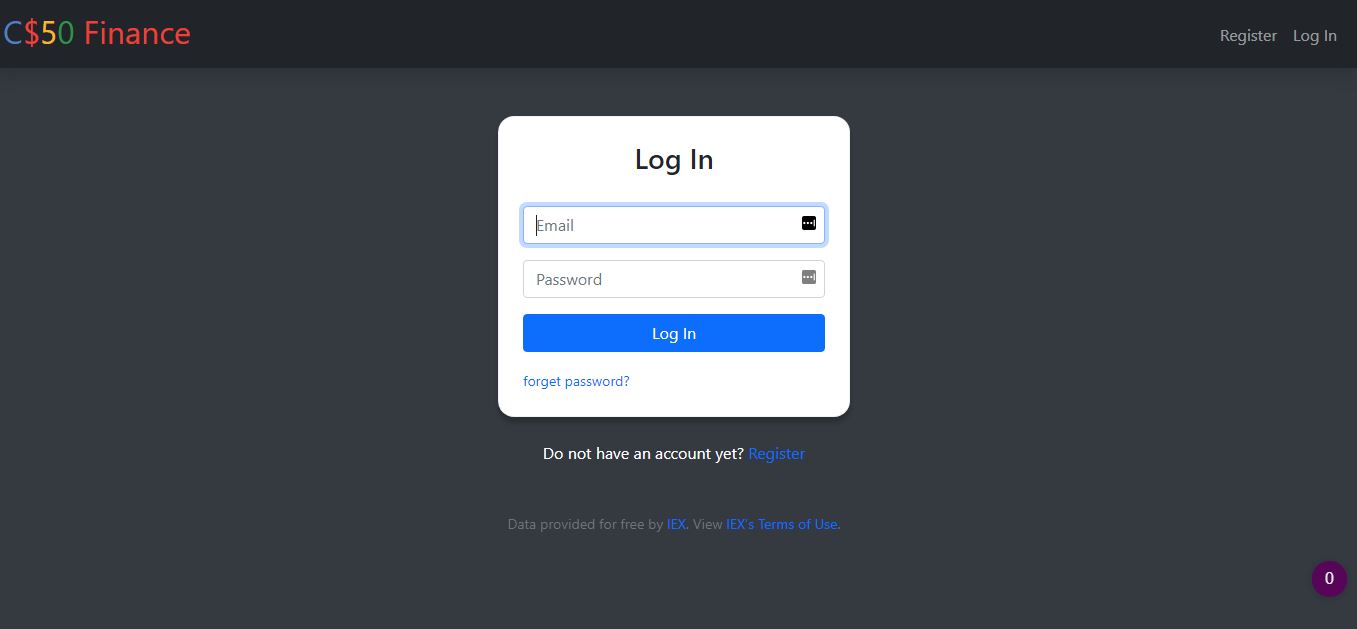 C$50 Finance
Register
Log In
Log In
Email
Password
Log In
forget password?
Do not have an account yet? Register
Data provided for free by IEX. View IEX's Terms of Use.
0